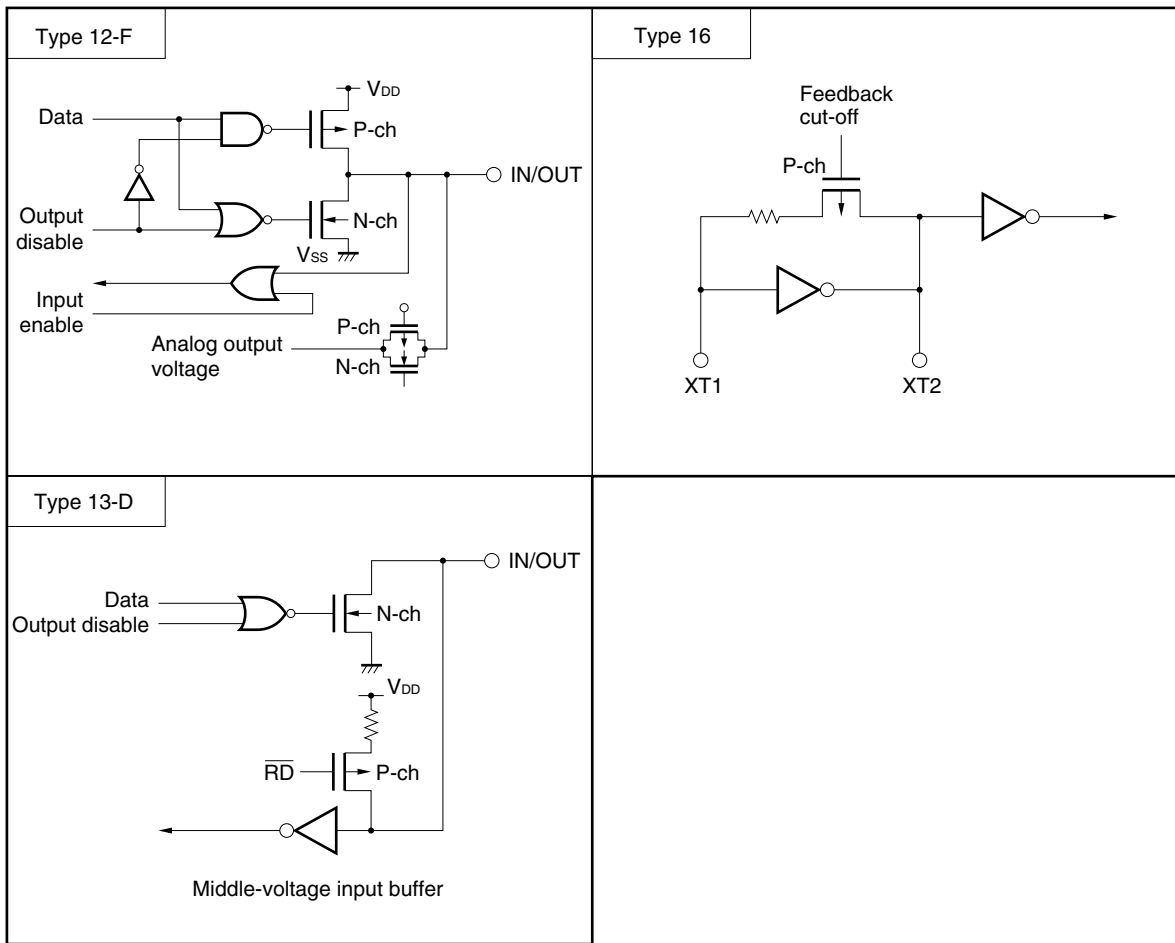 Type 12-F
VDD
Data
P-ch
IN/OUT
Output
disable
N-ch
VSS
Input
enable
P-ch
Analog output
voltage
N-ch
Type 16
Feedback
cut-off
P-ch
XT1
XT2
Type 13-D
IN/OUT
Data
Output disable
N-ch
VDD
RD
P-ch
Middle-voltage input buffer